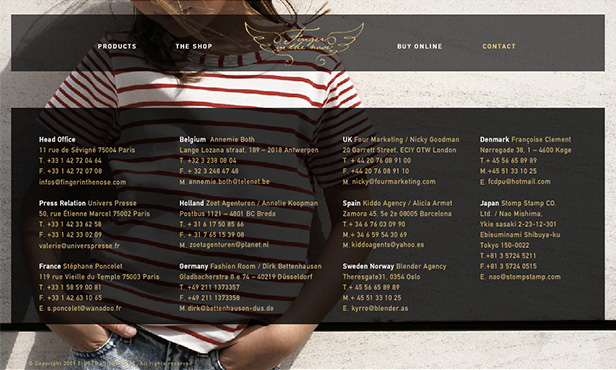 PRODUCTS
THE SHOP
Finger
in the nose
BUY ONLINE
CONTACT
Head Office
11 rue de Sévigné 75004 Paris
T. +33 1 42 72 04 64
F. +33 1 42 72 07 08
info@fingerinthenose.com
Belgium Annemie Both
Lange Lozana straat. 189 – 2018 Antwerpen
T. +32 3 238 08 04
F. + 32 3 248 47 48
M. annemie.both@telenet.be
UK Four Marketing / Nicky Goodman
20 Garrett Street, EC1Y 0TW London
T. + 44 20 76 08 91 00
F. +44 20 76 08 91 10
M. nicky@fourmarketing.com
Denmark Françoise Clement
Nørregade 38, 1 – 4600 Køge
T.+ 45 56 65 89 89
M.+45 51 33 10 25
E. fcdpu@hotmail.com
Press Relation Univers Presse
50, rue Étienne Marcel 75002 Paris
T. +33 1 42 33 62 58
F. +33 1 42 33 02 09
valerie@universpresse.fr
Holland Zoet Agenturen / Annelie Koopman
Postbus 1121 – 4801 BC Breda
T. + 31 6 17 50 85 66
F. + 31 7 65 15 39 08
M. zoetagenturen@planet.nl
Spain Kiddo Agency / Alicia Armet
Zamora 45, 5e 2e 08005 Barcelona
T.+ 34 6 76 03 09 90
M. + 34 6 59 54 30 69
M. kiddoagents@yahoo.es
Japan Stomp Stamp CO.
Ltd. / Nao Mishima,
Ykie sasaki 2-23-12-301
Ebisuminami Shibuya-ku
Tokyo 150-0022
T.+81 3 5724 5211
F.+81 3 5724 0515
E. nao@stompstamp.com
France Stéphane Poncelet
119 rue Vieille du Temple 75003 Paris
T. +33 1 58 59 00 81
F. +33 1 42 63 10 65
E. s.poncelet@wanadoo.fr
Germany Fashion Room / Dirk Bettenhausen
Gladbacherstra ß e 74 – 40219 Düsseldorf
T. +49 211 1373357
F. +49 211 1373358
M.dirk@bettenhausen-dus.de
Sweden Norway Blender Agency
Theresgate31, 0354 Oslo
T. +45 56 65 89 89
M + 45 51 33 10 25
E. kyrre@blender.as
© Copyright 2009 All rights reserved